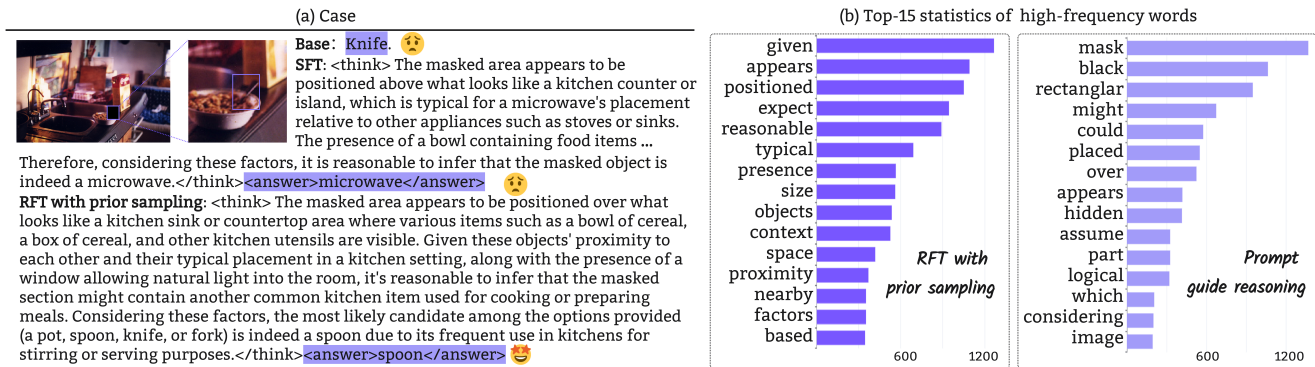 (a) Case
Base: Knife.
SFT: <think> The masked area appears to be
positioned above what looks like a kitchen counter or
island, which is typical for a microwave's placement
relative to other appliances such as stoves or sinks.
The presence of a bowl containing food items ...
Therefore, considering these factors, it is reasonable to infer that the masked object is
indeed a microwave.</think><answer>microwave</answer>
RFT with prior sampling: <think> The masked area appears to be positioned over what
looks like a kitchen sink or countertop area where various items such as a bowl of cereal,
a box of cereal, and other kitchen utensils are visible. Given these objects' proximity to
each other and their typical placement in a kitchen setting, along with the presence of a
window allowing natural light into the room, it's reasonable to infer that the masked
section might contain another common kitchen item used for cooking or preparing
meals. Considering these factors, the most likely candidate among the options provided
(a pot, spoon, knife, or fork) is indeed a spoon due to its frequent use in kitchens for
stirring or serving purposes.</think><answer>spoon</answer>
(b) Top-15 statistics of high-frequency words
given
appears
positioned
expect
reasonable
typical
presence
size
objects
context
space
proximity
nearby
factors
based
RFT with
prior sampling
600 1200
mask
black
rectanglar
might
could
placed
over
appears
hidden
assume
part
logical
which
considering
image
Prompt
guide reasoning
600 1200